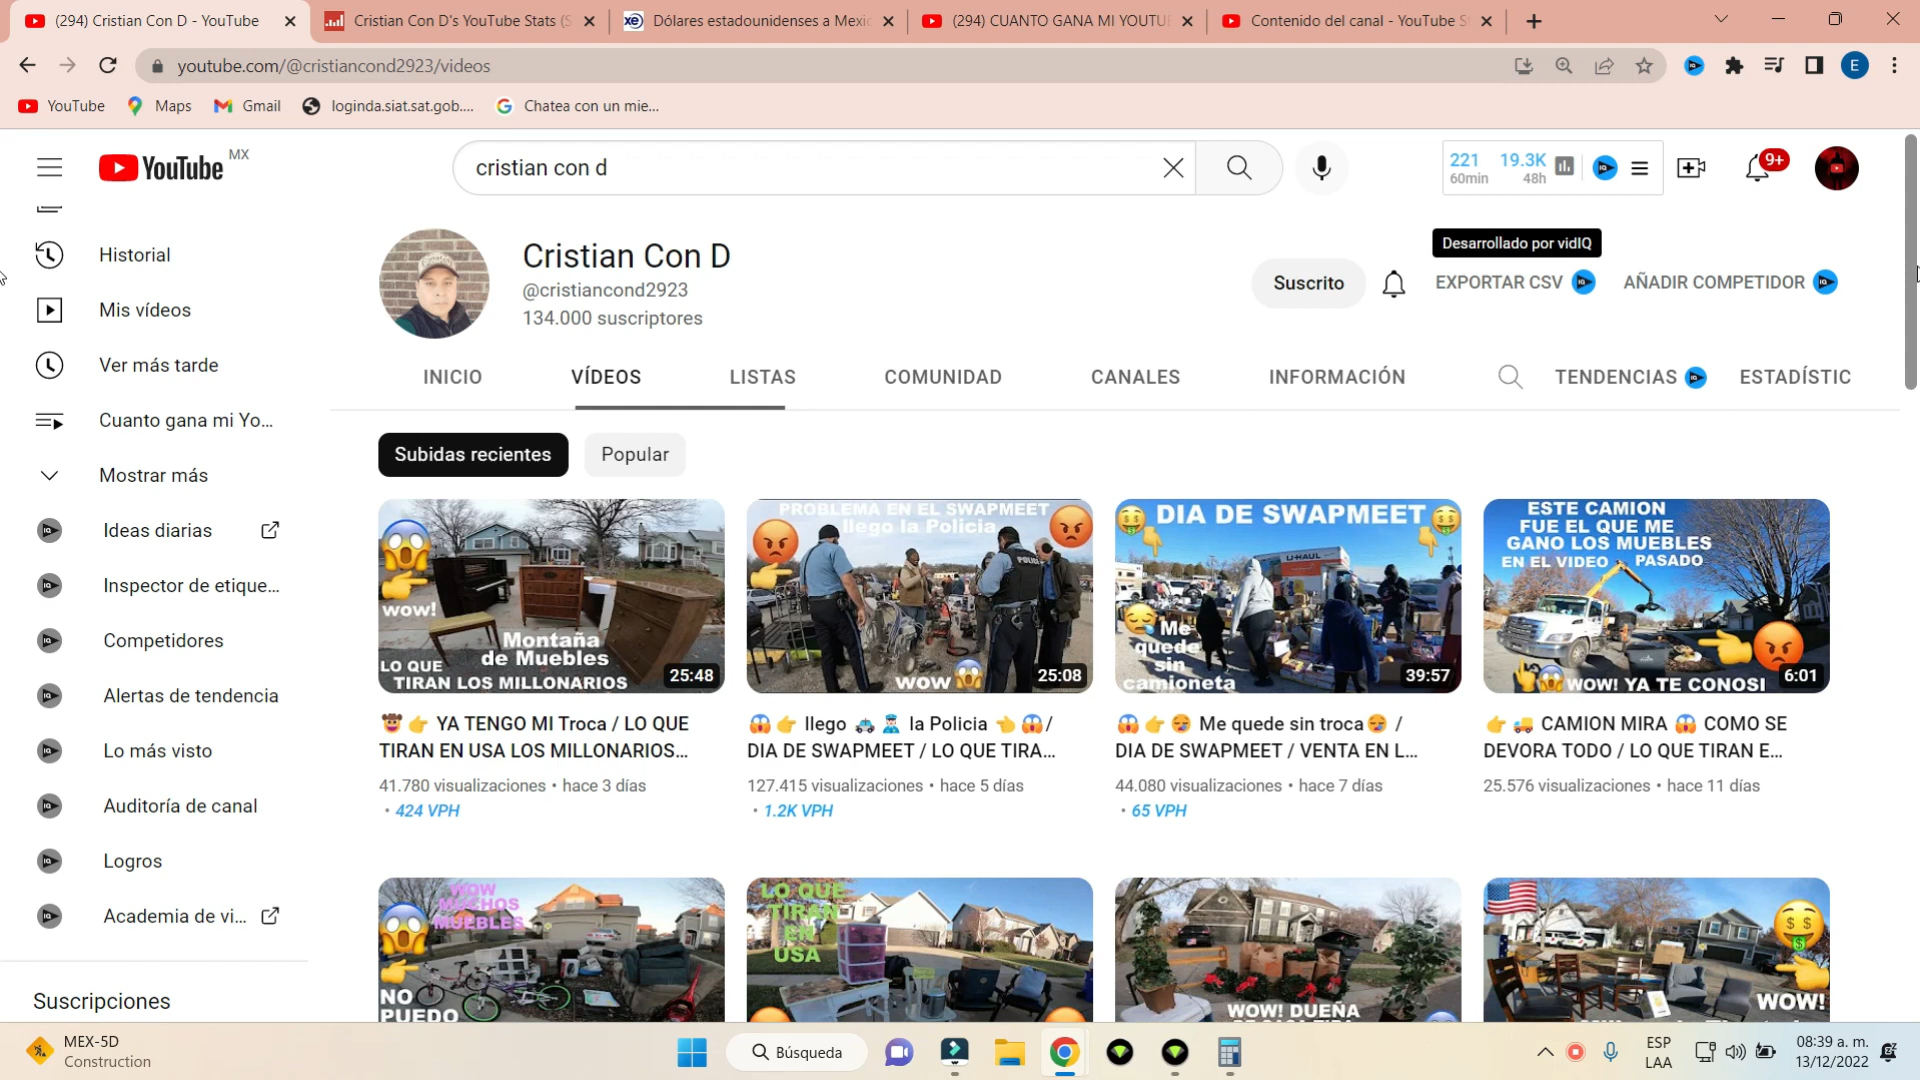 (294) Cristian Con D - YouTube
Cristian Con D's YouTube Stats (S
Dólares estadounidenses a Mexic
(294) CUANTO GANA MI YOUTU
Contenido del canal - YouTube S
youtube.com/@cristiancond2923/videos
E
YouTube
Maps
Gmail
loginda.siat.sat.gob....
Chatea con un mie...
YouTube MX
cristian con d
221
60min
19.3K
48h
9+
Historial
Mis vídeos
Ver más tarde
Cuanto gana mi Yo...
Mostrar más
Ideas diarias
Inspector de etique...
Competidores
Alertas de tendencia
Lo más visto
Auditoría de canal
Logros
Academia de vi...
Suscripciones
Cristian Con D
@cristiancond2923
134.000 suscriptores
Suscrito
Desarrollado por vidIQ
EXPORTAR CSV
AÑADIR COMPETIDOR
INICIO
VÍDEOS
LISTAS
COMUNIDAD
CANALES
INFORMACIÓN
TENDENCIAS
ESTADÍSTIC
Subidas recientes
Popular
wow!
Montaña
de Muebles
LO QUE
TIRAN LOS MILLONARIOS
25:48
🤠 👉 YA TENGO MI Troca / LO QUE
TIRAN EN USA LOS MILLONARIOS...
41.780 visualizaciones • hace 3 días
• 424 VPH
PROBLEMA EN EL SWAPMEET
llego la Policia
POLICE
WOW
25:08
😱 👉 llego 🚓 👮 la Policia 👈 😱 /
DIA DE SWAPMEET / LO QUE TIRA...
127.415 visualizaciones • hace 5 días
• 1.2K VPH
DIA DE SWAPMEET
U-HAUL
Me
quede
sin
camioneta
39:57
😱 👉 😪 Me quede sin troca 😪 /
DIA DE SWAPMEET / VENTA EN L...
44.080 visualizaciones • hace 7 días
• 65 VPH
ESTE CAMION
FUE EL QUE ME
GANO LOS MUEBLES
EN EL VIDEO PASADO
WOW! YA TE CONOSI
6:01
👉 🚚 CAMION MIRA 😱 COMO SE
DEVORA TODO / LO QUE TIRAN E...
25.576 visualizaciones • hace 11 días
WOW
MUCHOS
MUEBLES
NO
PUEDO
LO QUE
TIRAN
EN
USA
WOW! DUEÑA
DE CASA TIRA
WOW!
MEX-5D
Construction
Búsqueda
ESP
LAA
08:39 a. m.
13/12/2022